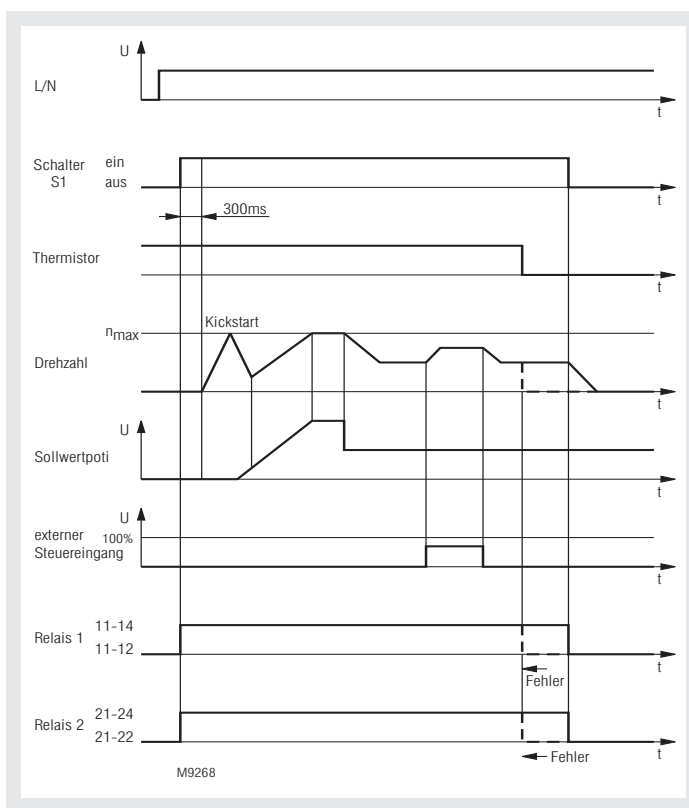 U
L/N
t
Schalter ein
S1 aus
t
300ms
Thermistor
t
nmax
Kickstart
Drehzahl
t
U
Sollwertpoti
t
U
externer 100%
Steuereingang
t
11-14
Relais 1
11-12
t
Fehler
21-24
Relais 2
21-22
t
Fehler
M9268